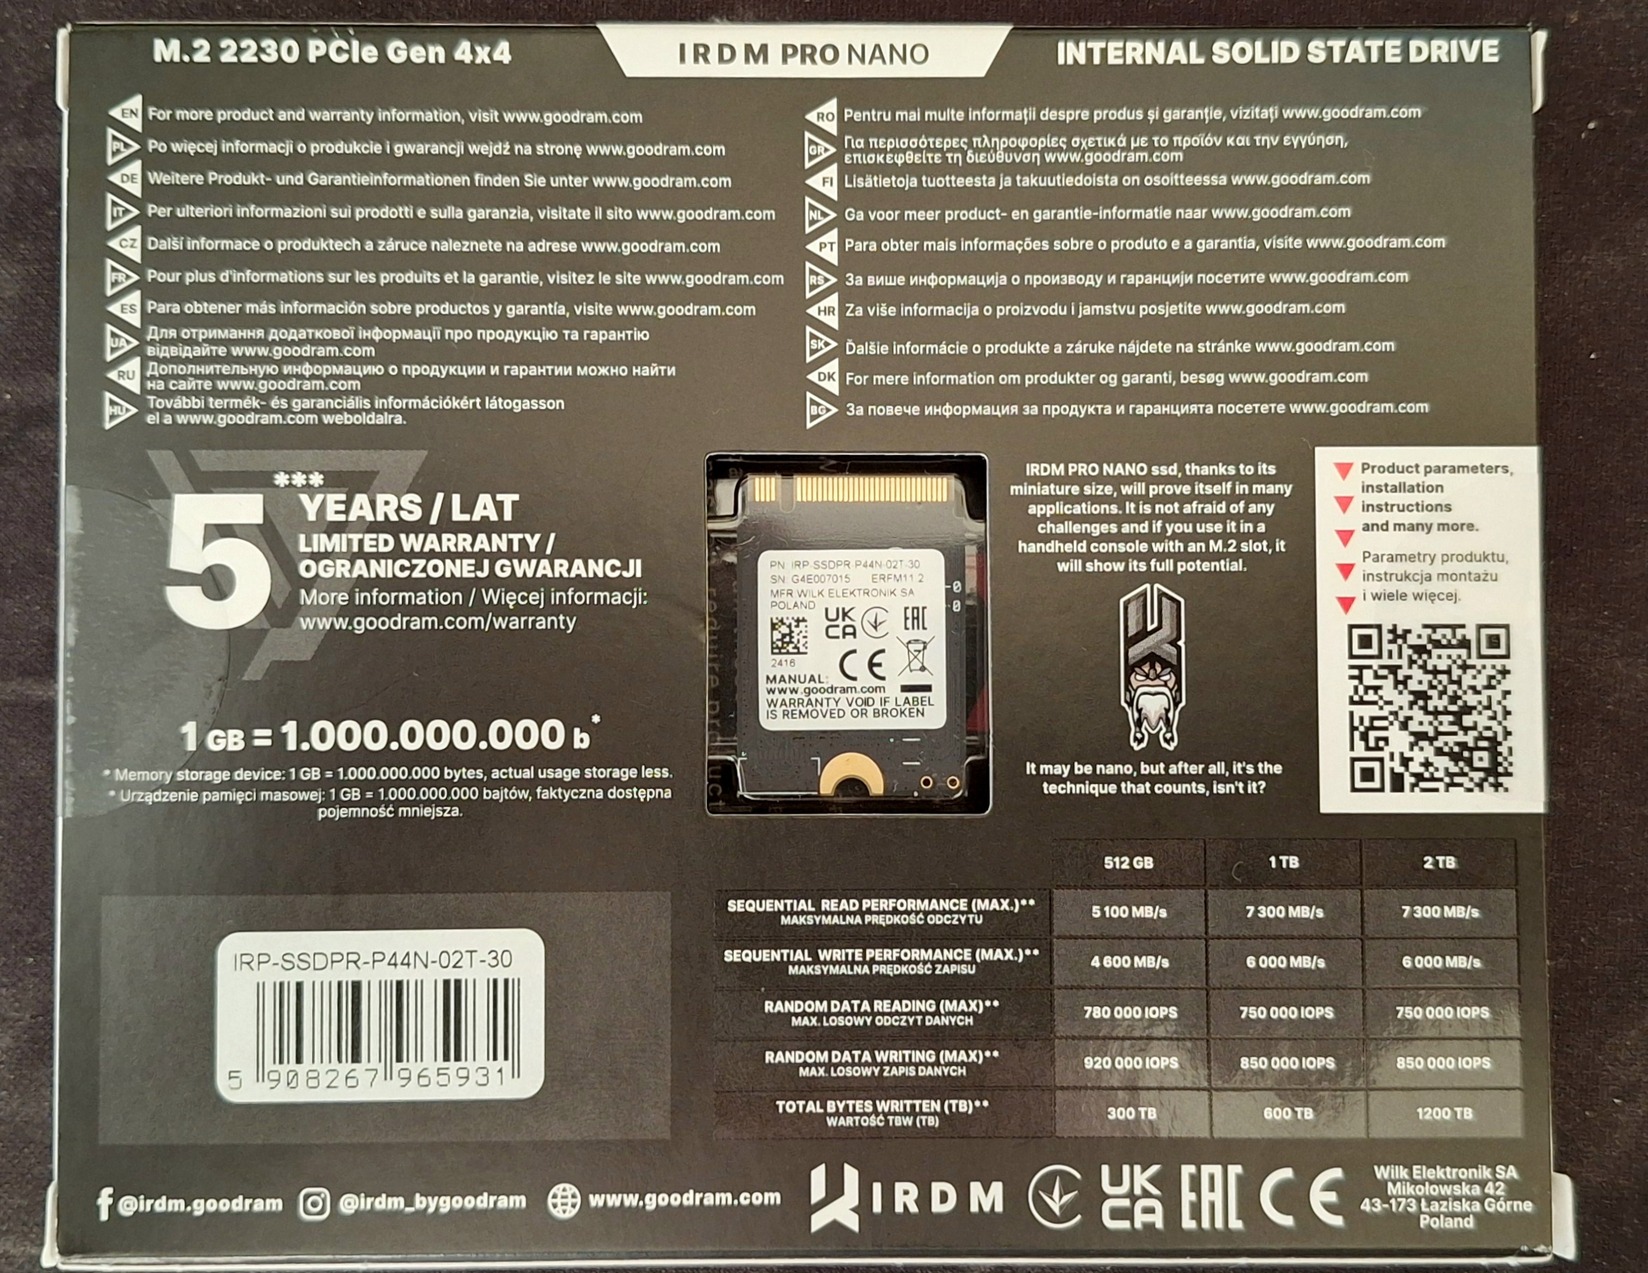 M.2 2230 PCIe Gen 4x4
IRDM PRO NANO
INTERNAL SOLID STATE DRIVE
EN For more product and warranty information, visit www.goodram.com
PL Po więcej informacji o produkcie i gwarancji wejdź na stronę www.goodram.com
DE Weitere Produkt- und Garantieinformationen finden Sie unter www.goodram.com
IT Per ulteriori informazioni sui prodotti e sulla garanzia, visitate il sito www.goodram.com
CZ Další informace o produktech a záruce naleznete na adrese www.goodram.com
FR Pour plus d'informations sur les produits et la garantie, visitez le site www.goodram.com
ES Para obtener más información sobre productos y garantía, visite www.goodram.com
UA Для отримання додаткової інформації про продукцію та гарантію
відвідайте www.goodram.com
RU Дополнительную информацию о продукции и гарантии можно найти
на сайте www.goodram.com
HU További termék- és garanciális információkért látogasson
el a www.goodram.com weboldalra.
RO Pentru mai multe informații despre produs și garanție, vizitați www.goodram.com
GR Για περισσότερες πληροφορίες σχετικά με το προϊόν και την εγγύηση,
επισκεφθείτε τη διεύθυνση www.goodram.com
FI Lisätietoja tuotteesta ja takuutiedoista on osoitteessa www.goodram.com
NL Ga voor meer product- en garantie-informatie naar www.goodram.com
PT Para obter mais informações sobre o produto e a garantia, visite www.goodram.com
RS За више информација о производу и гаранцији посетите www.goodram.com
HR Za više informacija o proizvodu i jamstvu posjetite www.goodram.com
SK Ďalšie informácie o produkte a záruke nájdete na stránke www.goodram.com
DK For mere information om produkter og garanti, besøg www.goodram.com
BG За повече информация за продукта и гаранцията посетете www.goodram.com
5 ***
YEARS / LAT
LIMITED WARRANTY /
OGRANICZONEJ GWARANCJI
More information / Więcej informacji:
www.goodram.com/warranty
1 GB = 1.000.000.000 b*
* Memory storage device: 1 GB = 1.000.000.000 bytes, actual usage storage less.
* Urządzenie pamięci masowej: 1 GB = 1.000.000.000 bajtów, faktyczna dostępna
pojemność mniejsza.
PN IRP-SSDPR-P44N-02T-30
SN: G4E007015 ERFM11.2
MFR.WILK ELEKTRONIK SA
POLAND
UK
CA
EAC
2416
CE
MANUAL:
www.goodram.com
WARRANTY VOID IF LABEL
IS REMOVED OR BROKEN
IRDM PRO NANO ssd, thanks to its
miniature size, will prove itself in many
applications. It is not afraid of any
challenges and if you use it in a
handheld console with an M.2 slot, it
will show its full potential.
It may be nano, but after all, it's the
technique that counts, isn't it?
Product parameters,
installation
instructions
and many more.
Parametry produktu,
instrukcja montażu
i wiele więcej.
512 GB 1 TB 2 TB
SEQUENTIAL READ PERFORMANCE (MAX.)** 5 100 MB/s 7 300 MB/s 7 300 MB/s
MAKSYMALNA PRĘDKOŚĆ ODCZYTU
SEQUENTIAL WRITE PERFORMANCE (MAX.)** 4 600 MB/s 6 000 MB/s 6 000 MB/s
MAKSYMALNA PRĘDKOŚĆ ZAPISU
RANDOM DATA READING (MAX)** 780 000 IOPS 750 000 IOPS 750 000 IOPS
MAX. LOSOWY ODCZYT DANYCH
RANDOM DATA WRITING (MAX)** 920 000 IOPS 850 000 IOPS 850 000 IOPS
MAX. LOSOWY ZAPIS DANYCH
TOTAL BYTES WRITTEN (TB)** 300 TB 600 TB 1200 TB
WARTOŚĆ TBW (TB)
IRP-SSDPR-P44N-02T-30
5 908267 965931
@irdm.goodram
@irdm_bygoodram
www.goodram.com
IRDM
UK
CA
EAC
CE
Wilk Elektronik SA
Mikołowska 42
43-173 Łaziska Górne
Poland